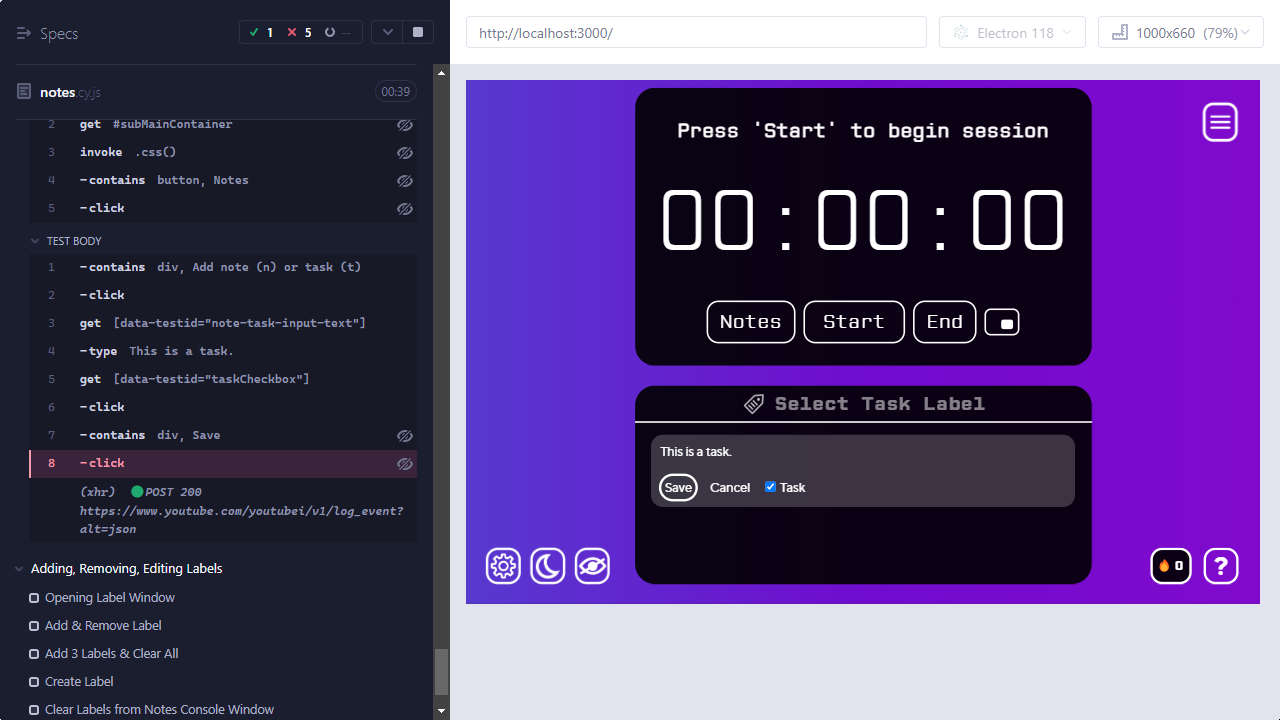 Specs
1
5
--
notes.cy.js
00:39
2 get #subMainContainer
3 invoke .css()
4 -contains button, Notes
5 -click
TEST BODY
1 -contains div, Add note (n) or task (t)
2 -click
3 get [data-testid="note-task-input-text"]
4 -type This is a task.
5 get [data-testid="taskCheckbox"]
6 -click
7 -contains div, Save
8 -click
(xhr) POST 200
https://www.youtube.com/youtubei/v1/log_event?
alt=json
Adding, Removing, Editing Labels
Opening Label Window
Add & Remove Label
Add 3 Labels & Clear All
Create Label
Clear Labels from Notes Console Window
http://localhost:3000/
Electron 118
1000x660 (79%)
Press 'Start' to begin session
00:00:00
Notes
Start
End
Select Task Label
This is a task.
Save Cancel Task
0
?